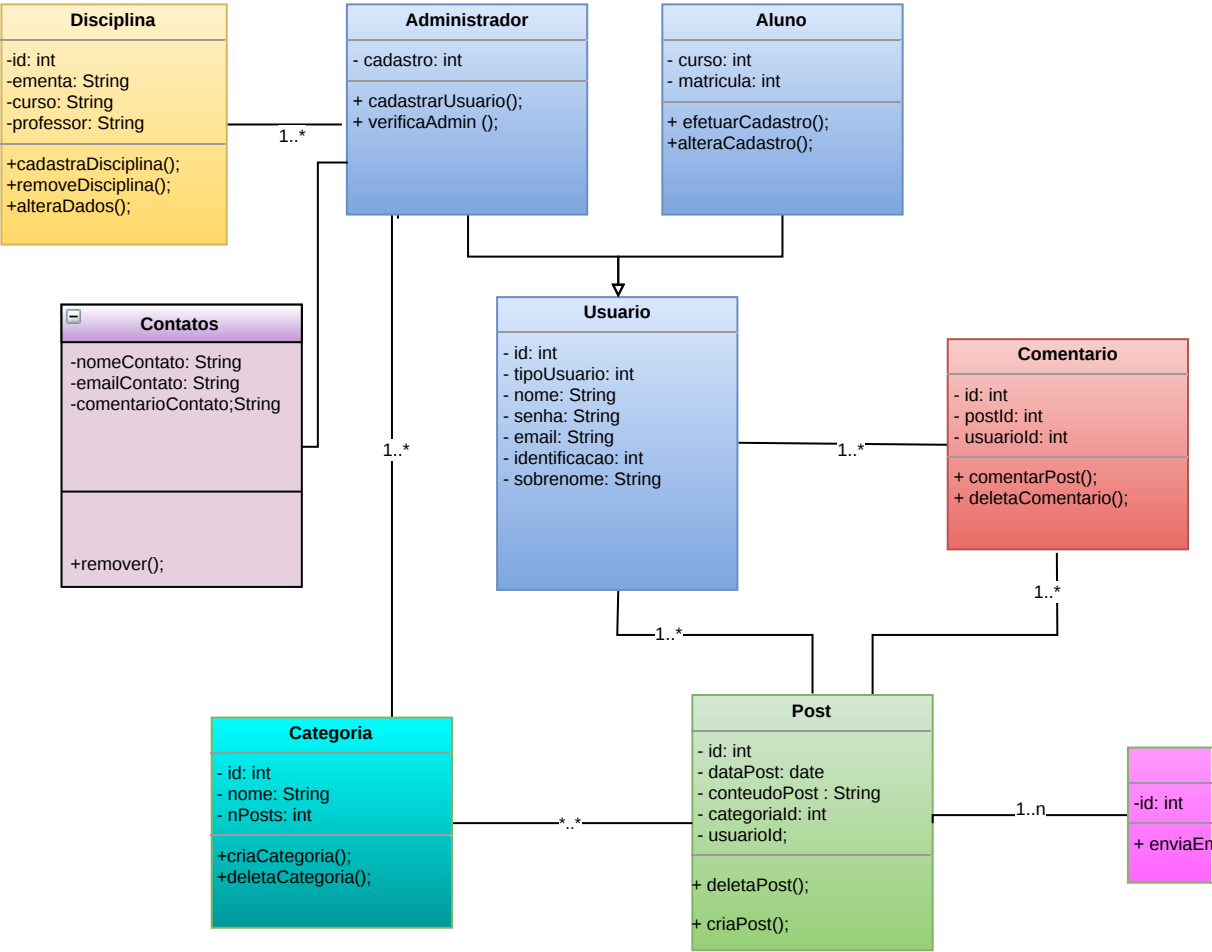 Disciplina
-id: int
-ementa: String
-curso: String
-professor: String
+cadastraDisciplina();
+removeDisciplina();
+alteraDados();
Administrador
- cadastro: int
+ cadastrarUsuario();
+ verificaAdmin ();
Aluno
- curso: int
- matricula: int
+ efetuarCadastro();
+alteraCadastro();
1..*
Contatos
-nomeContato: String
-emailContato: String
-comentarioContato;String
+remover();
1..*
Usuario
- id: int
- tipoUsuario: int
- nome: String
- senha: String
- email: String
- identificacao: int
- sobrenome: String
1..*
Comentario
- id: int
- postId: int
- usuarioId: int
+ comentarPost();
+ deletaComentario();
1..*
1..*
Categoria
- id: int
- nome: String
- nPosts: int
+criaCategoria();
+deletaCategoria();
*..*
Post
- id: int
- dataPost: date
- conteudoPost : String
- categoriaId: int
- usuarioId;
+ deletaPost();
+ criaPost();
1..n
-id: int
+